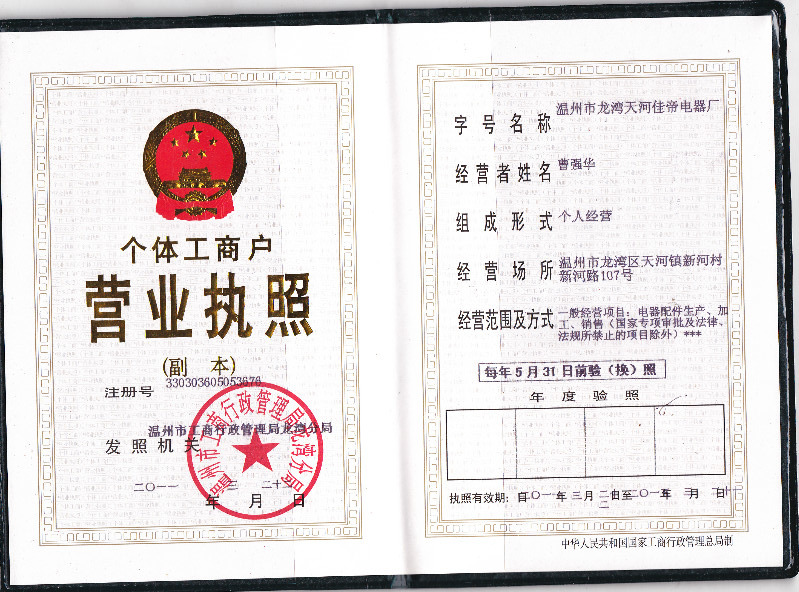 个体工商户
营业执照
(副 本)
注册号 330303605053676
发照机关 温州市工商行政管理局龙湾分局
温州市工商行政管理局龙湾分局
二〇一一 年 三 月 二十 日
字号名称 温州市龙湾天河佳帝电器厂
经营者姓名 曹强华
组成形式 个人经营
经营场所 温州市龙湾区天河镇新河村
新河路107号
经营范围及方式 一般经营项目：电器配件生产、加
工、销售（国家专项审批及法律、
法规所禁止的项目除外）***
每年5月31日前验（换）照
年度验照
执照有效期：自二〇一一年三月
中华人民共和国国家工商行政管理总局制